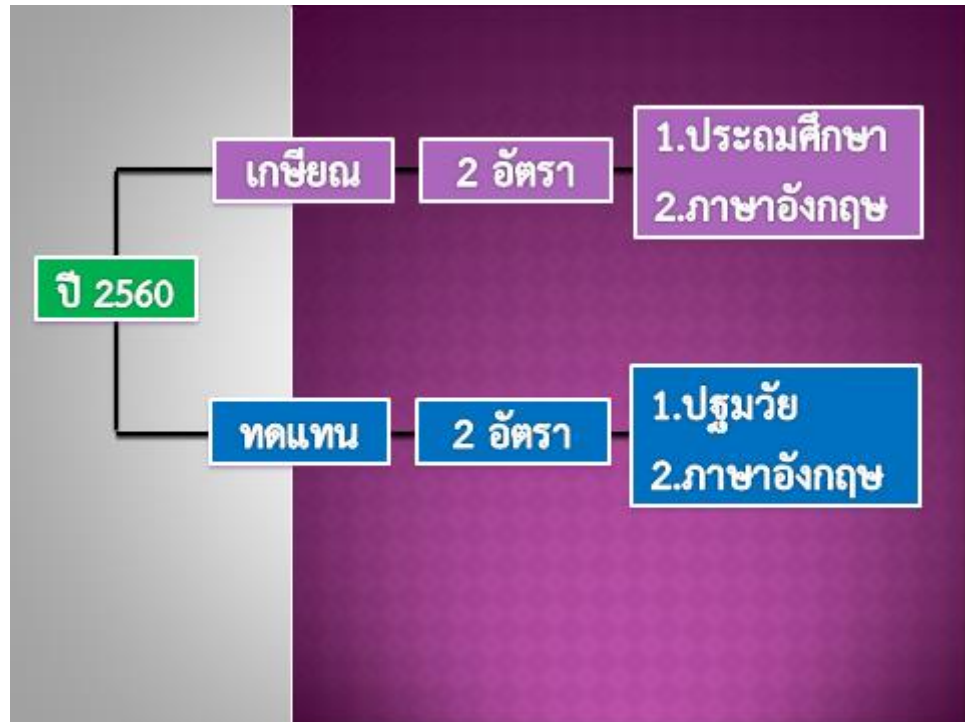 ปี 2560
เกษียณ
2 อัตรา
1.ประถมศึกษา
2.ภาษาอังกฤษ
ทดแทน
2 อัตรา
1.ปฐมวัย
2.ภาษาอังกฤษ